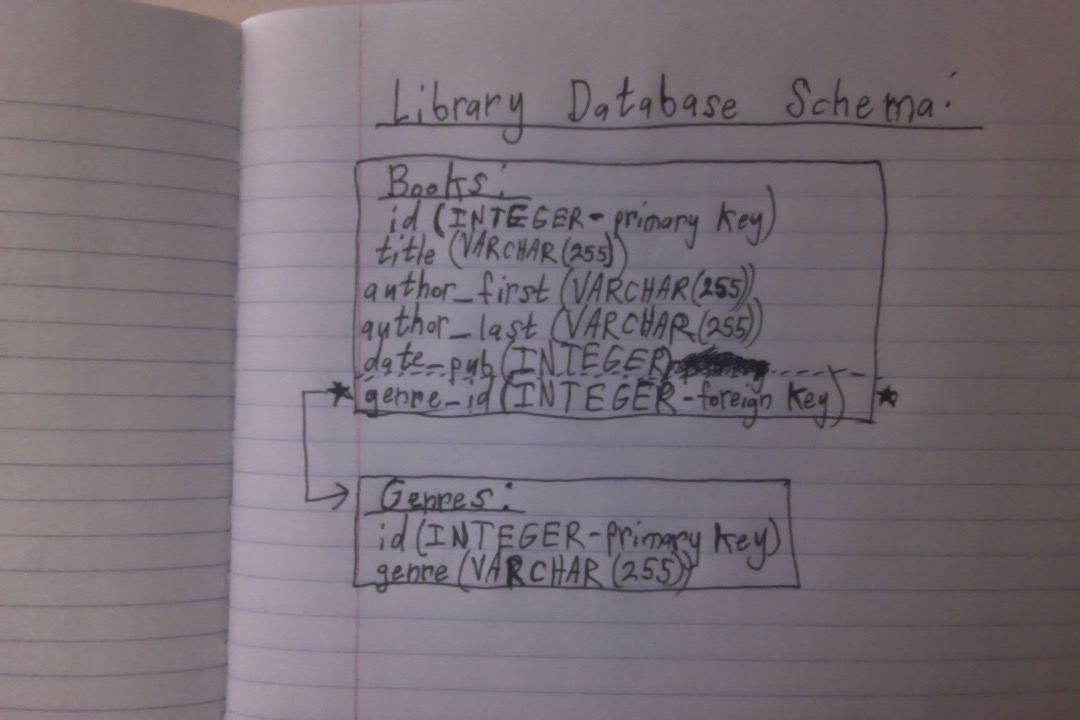 Library Database Schema:
Books:
id (INTEGER-primary key)
title (VARCHAR(255))
author_first (VARCHAR(255))
author_last (VARCHAR(255))
date_pub (INTEGER)
genre_id (INTEGER-foreign key)
Genres:
id (INTEGER-primary key)
genre (VARCHAR (255))